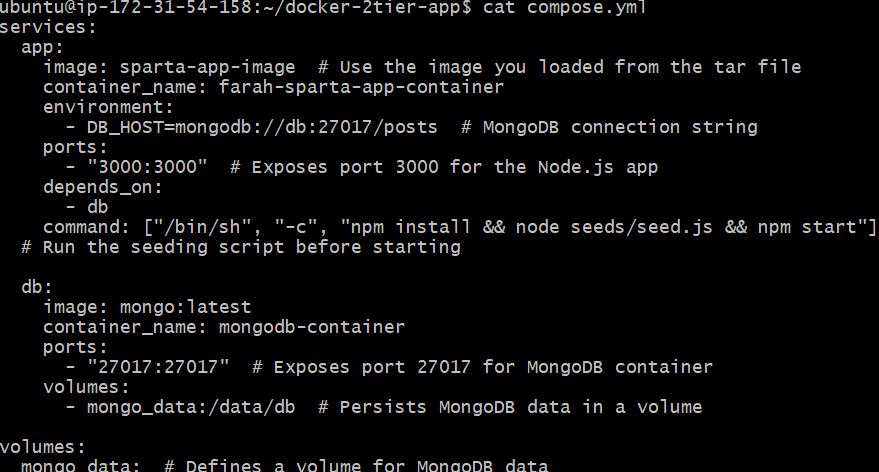 ubuntu@ip-172-31-54-158:~/docker-2tier-app$ cat compose.yml
services:
  app:
    image: sparta-app-image  # Use the image you loaded from the tar file
    container_name: farah-sparta-app-container
    environment:
      - DB_HOST=mongodb://db:27017/posts  # MongoDB connection string
    ports:
      - "3000:3000"  # Exposes port 3000 for the Node.js app
    depends_on:
      - db
    command: ["/bin/sh", "-c", "npm install && node seeds/seed.js && npm start"]
  # Run the seeding script before starting

  db:
    image: mongo:latest
    container_name: mongodb-container
    ports:
      - "27017:27017"  # Exposes port 27017 for MongoDB container
    volumes:
      - mongo_data:/data/db  # Persists MongoDB data in a volume

volumes:
  mongo_data:  # Defines a volume for MongoDB data